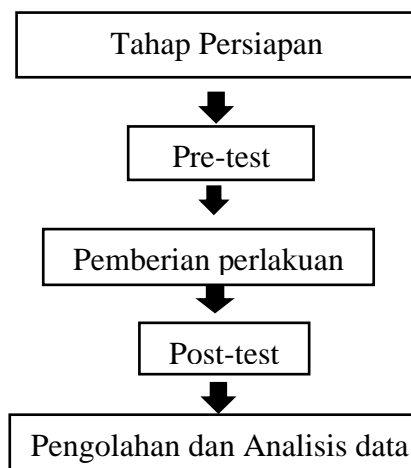 Tahap Persiapan
Pre-test
Pemberian perlakuan
Post-test
Pengolahan dan Analisis data